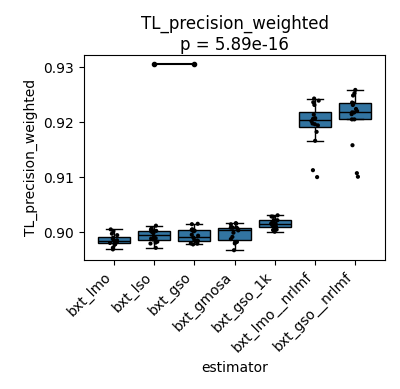 TL_precision_weighted
p = 5.89e-16
TL_precision_weighted
0.93
0.92
0.91
0.90
bxt_lmo
bxt_lso
bxt_gso
bxt_gmosa
bxt_gso_1k
bxt_lmo__nrlmf
bxt_gso__nrlmf
estimator